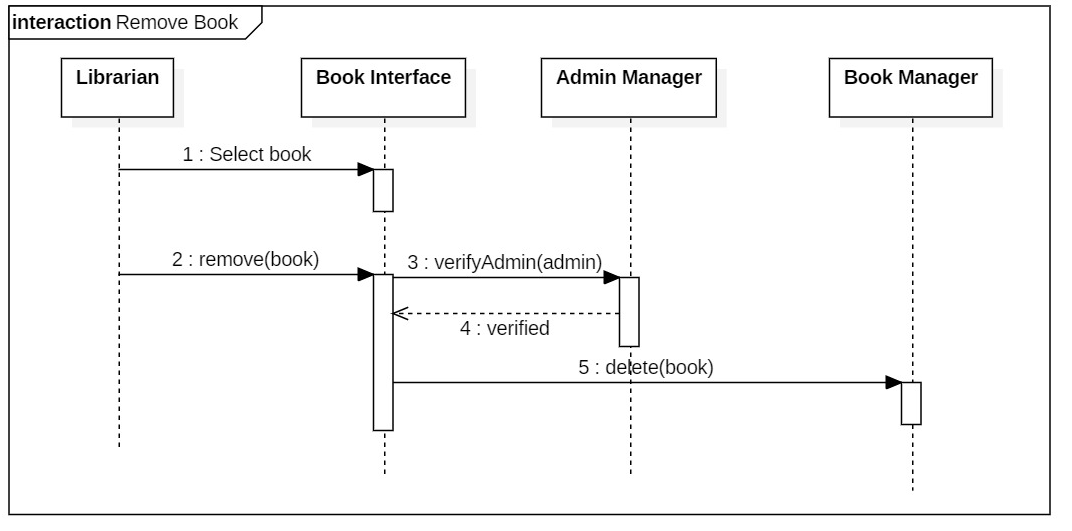 interaction Remove Book
Librarian
Book Interface
Admin Manager
Book Manager
1 : Select book
2 : remove(book)
3 : verifyAdmin(admin)
4 : verified
5 : delete(book)